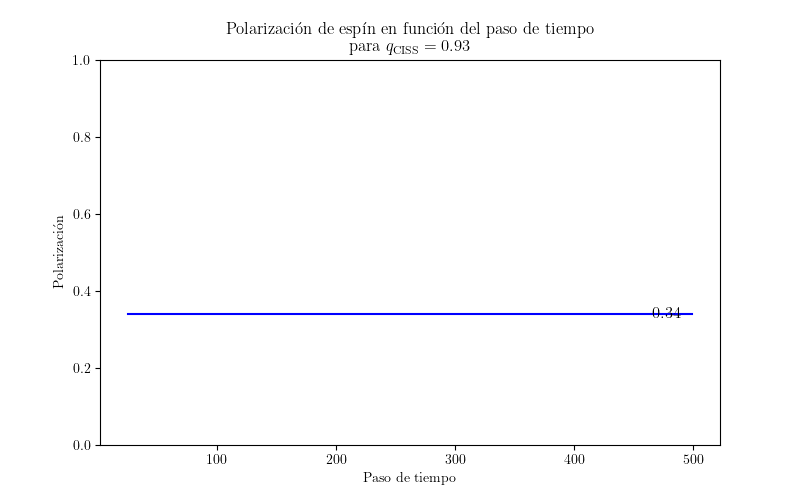 Polarización de espín en función del paso de tiempo
para q_CISS = 0.93
1.0
0.8
0.6
0.4
0.2
0.0
Polarización
0.34
100 200 300 400 500
Paso de tiempo